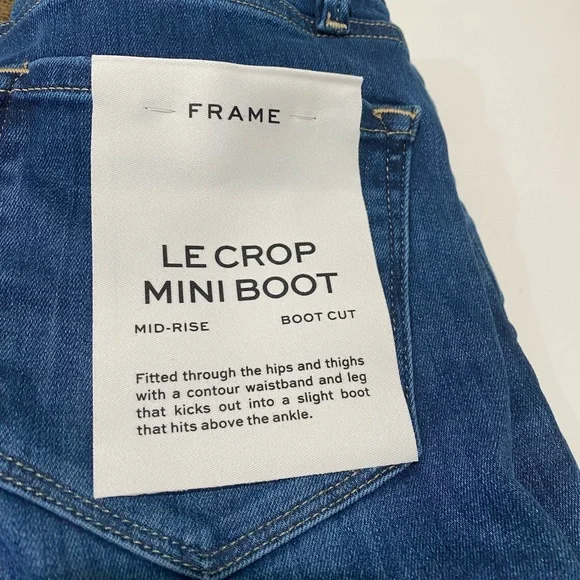 FRAME
LE CROP
MINI BOOT
MID-RISE BOOT CUT
Fitted through the hips and thighs
with a contour waistband and leg
that kicks out into a slight boot
that hits above the ankle.